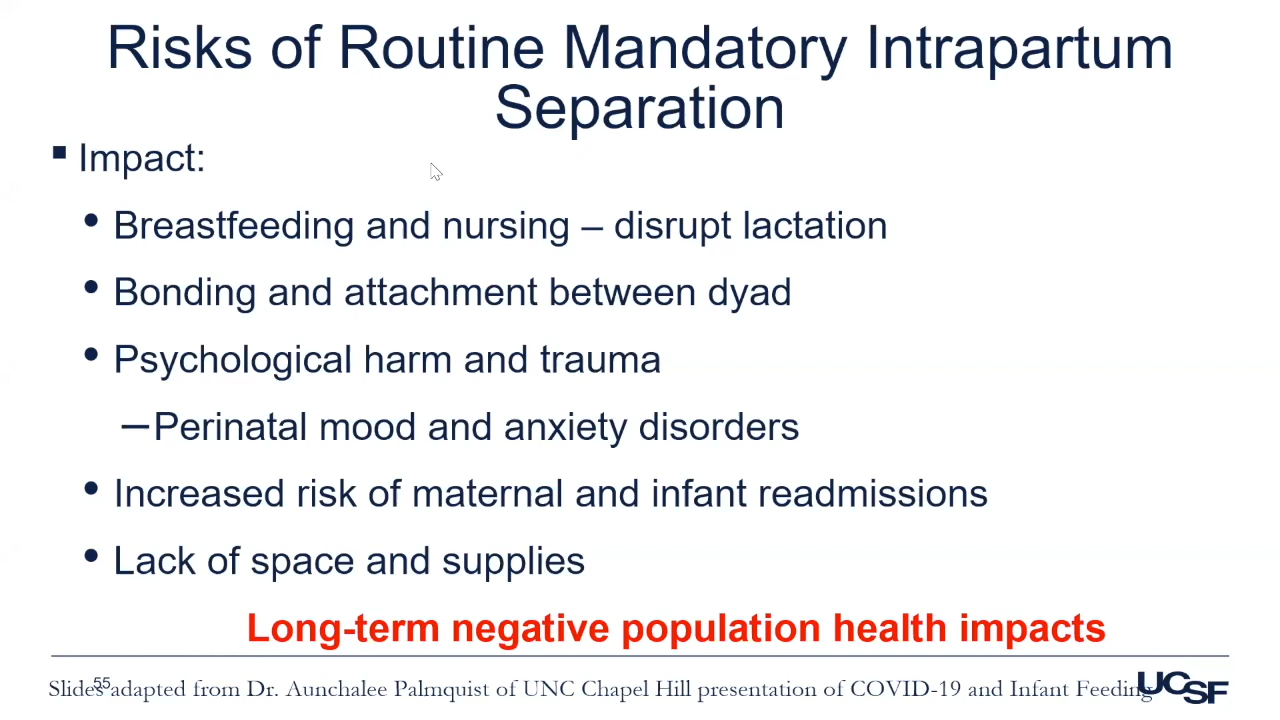 Risks of Routine Mandatory Intrapartum
Separation
▪ Impact:
• Breastfeeding and nursing – disrupt lactation
• Bonding and attachment between dyad
• Psychological harm and trauma
–Perinatal mood and anxiety disorders
• Increased risk of maternal and infant readmissions
• Lack of space and supplies
Long-term negative population health impacts
55
Slides adapted from Dr. Aunchalee Palmquist of UNC Chapel Hill presentation of COVID-19 and Infant Feeding
UCSF